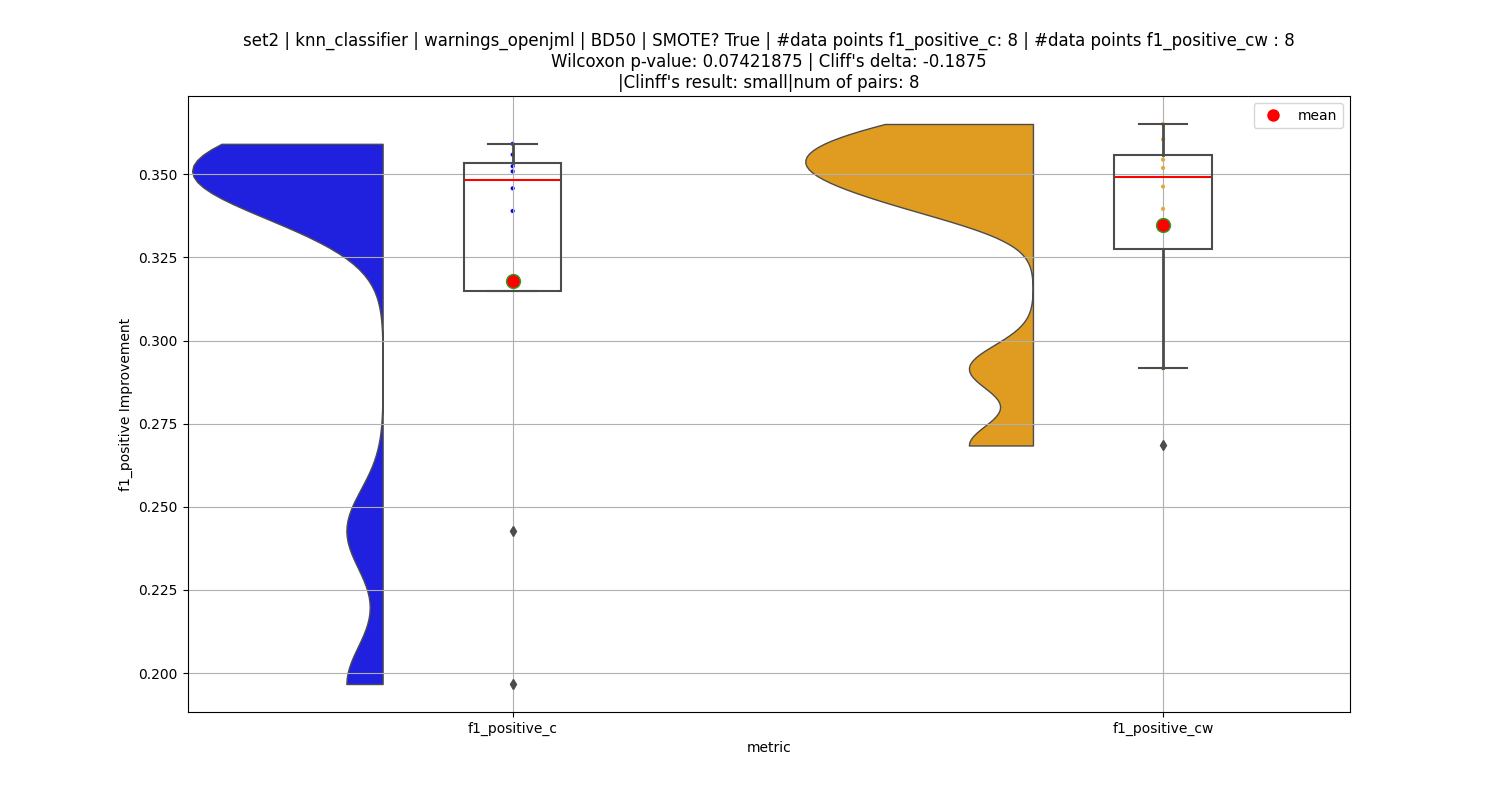 set2 | knn_classifier | warnings_openjml | BD50 | SMOTE? True | #data points f1_positive_c: 8 | #data points f1_positive_cw : 8
Wilcoxon p-value: 0.07421875 | Cliff's delta: -0.1875
|Clinff's result: small|num of pairs: 8
mean
0.350
0.325
0.300
0.275
0.250
0.225
0.200
f1_positive Improvement
f1_positive_c
f1_positive_cw
metric